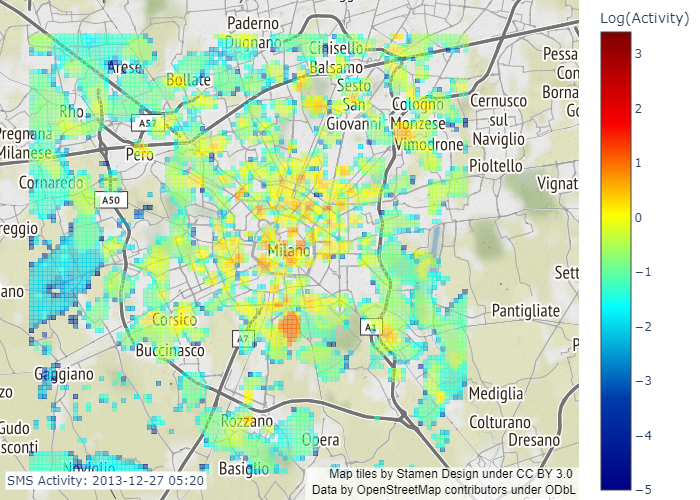 Log(Activity)
3
2
1
0
−1
−2
−3
−4
−5
Paderno
Dugnano
Cinisello
Balsamo
Pessa
Con
Borna
Arese
Bollate
Sesto
San
Giovanni
Cologno
Monzese
Cernusco
sul
Naviglio
Rho
A52
Pregnana
Milanese
Pero
Vimodrone
Pioltello
Cornaredo
Vignat
A50
reggio
Milano
Sett
ano
Pantigliate
Corsico
A7
A1
Buccinasco
Gaggiano
Mediglia
zo
Rozzano
Colturano
Gudo
sconti
Opera
Dresano
Noviglio
Basiglio
SMS Activity: 2013-12-27 05:20
Map tiles by Stamen Design under CC BY 3.0
Data by OpenStreetMap contributors under ODbL